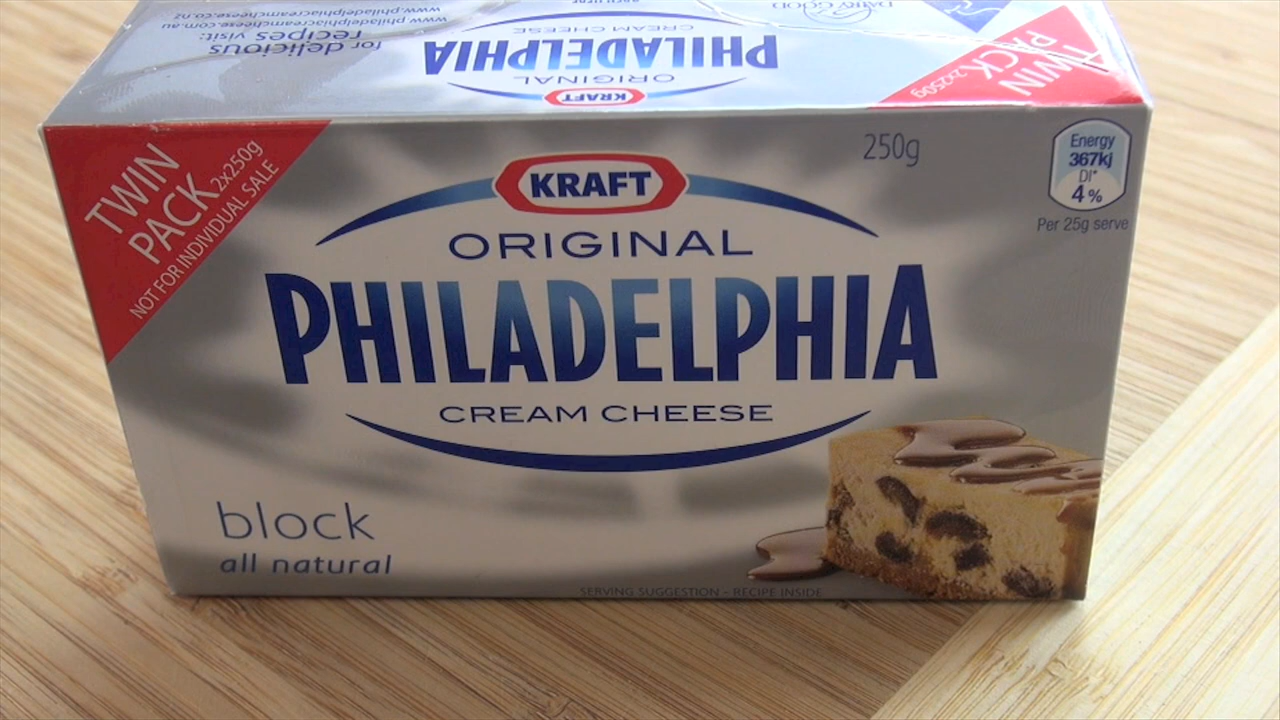 www.philadelphiacreamcheese.co.nz
www.philadelphiacreamcheese.com.au
for delicious
recipes visit:
KRAFT
ORIGINAL
PHILADELPHIA
CREAM CHEESE
TWIN
PACK 2x250g
TWIN
PACK 2x250g
NOT FOR INDIVIDUAL SALE
250g
Energy
367kj
DI*
4%
Per 25g serve
KRAFT
ORIGINAL
PHILADELPHIA
CREAM CHEESE
block
all natural
SERVING SUGGESTION - RECIPE INSIDE